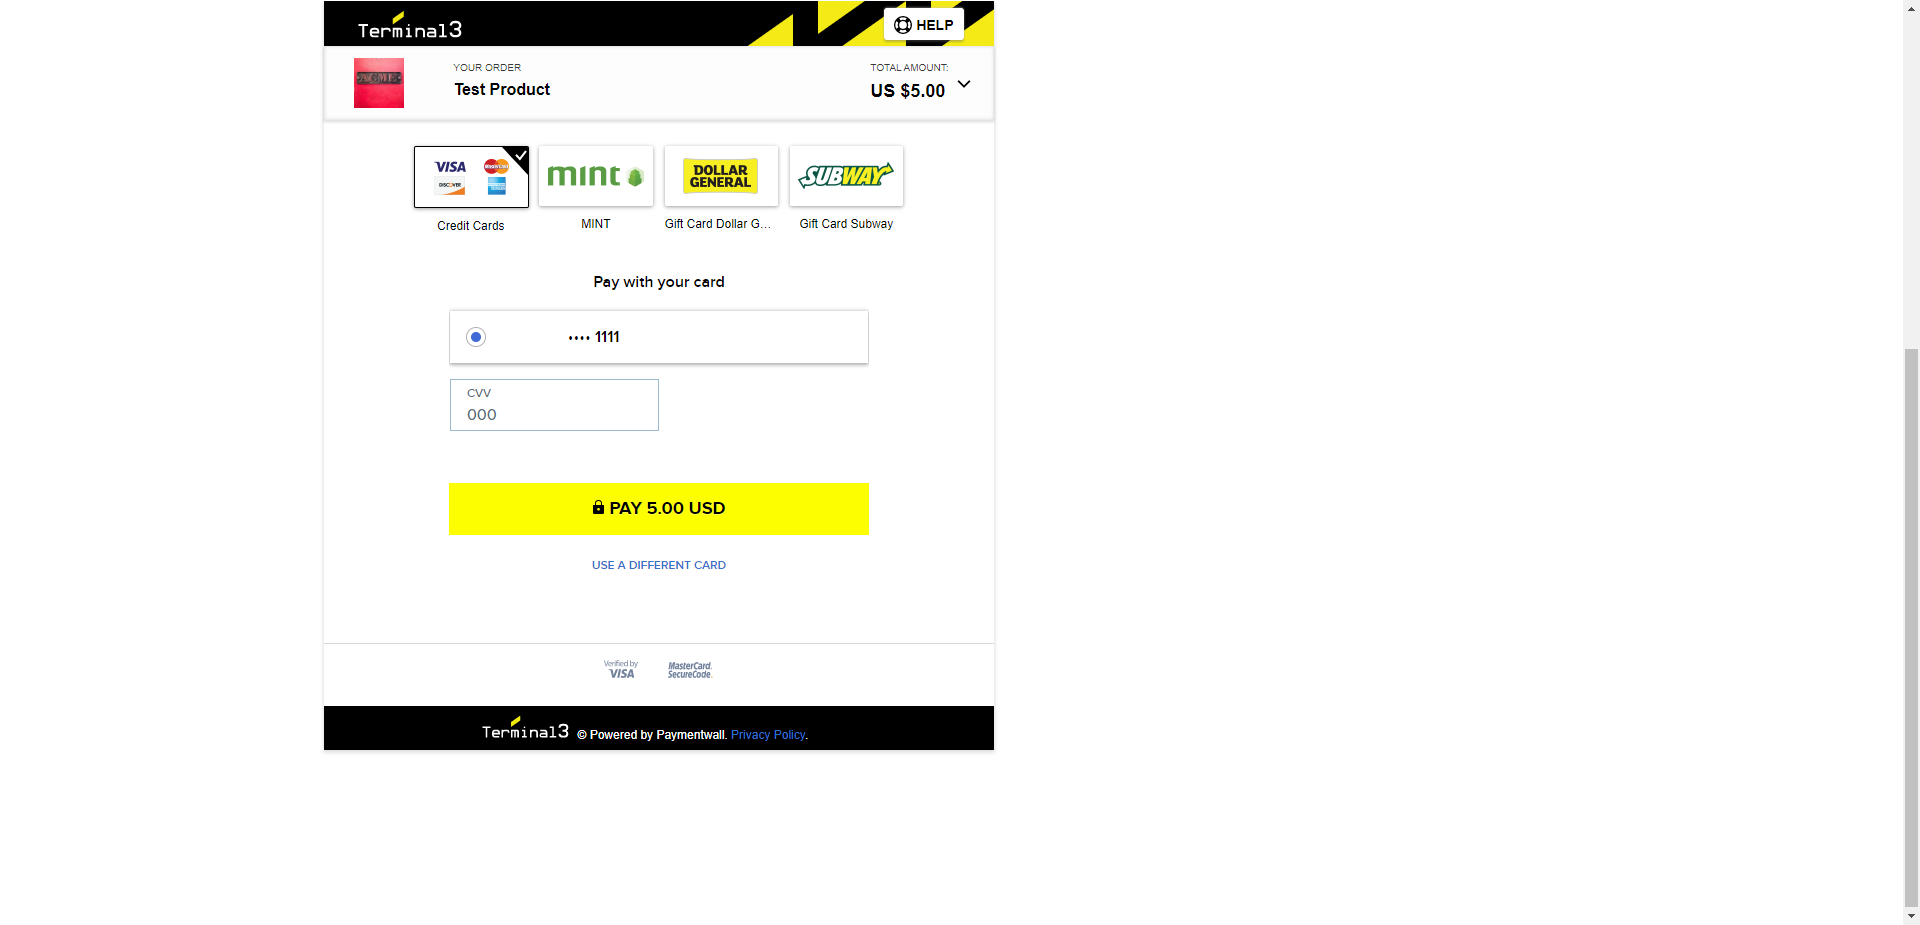 Terminal3
HELP
YOUR ORDER
Test Product
TOTAL AMOUNT:
US $5.00
ACME
VISA
MasterCard
DISCOVER
mint
DOLLAR
GENERAL
SUBWAY
Credit Cards
MINT
Gift Card Dollar G...
Gift Card Subway
Pay with your card
•••• 1111
CVV
000
PAY 5.00 USD
USE A DIFFERENT CARD
Verified by
VISA
MasterCard.
SecureCode.
Terminal3 © Powered by Paymentwall. Privacy Policy.